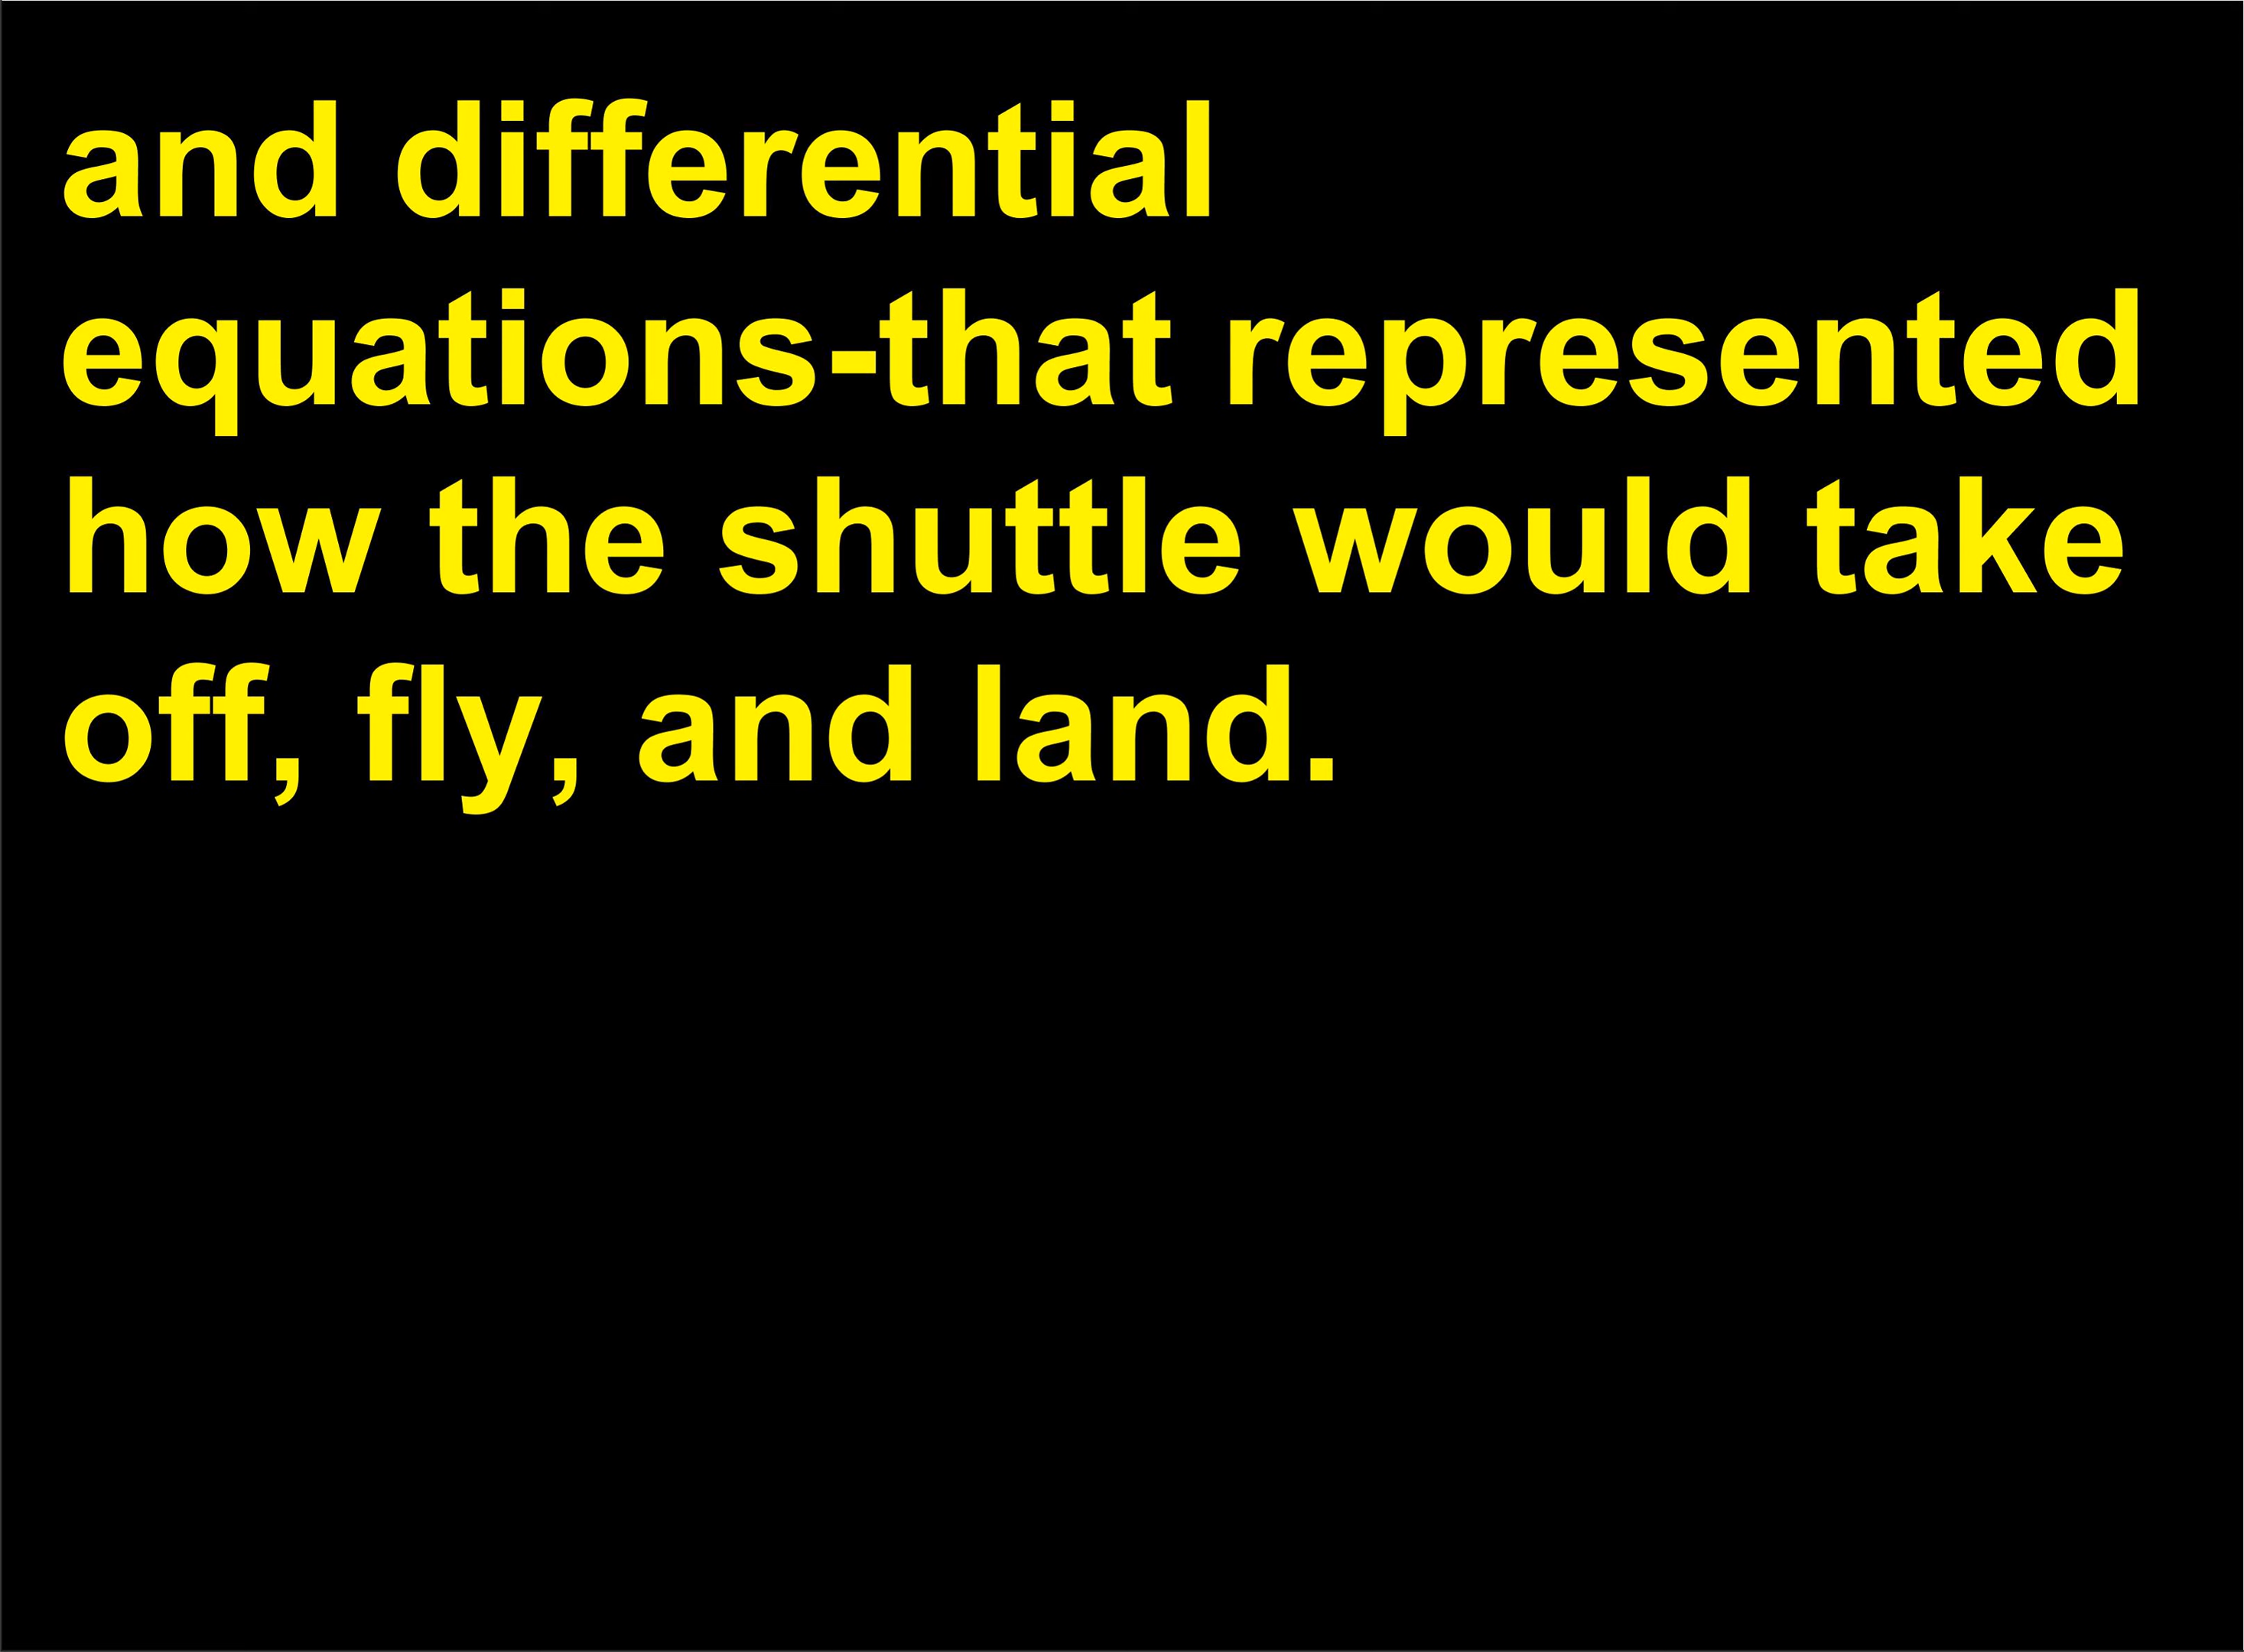 and differential
equations-that represented
how the shuttle would take
off, fly, and land.